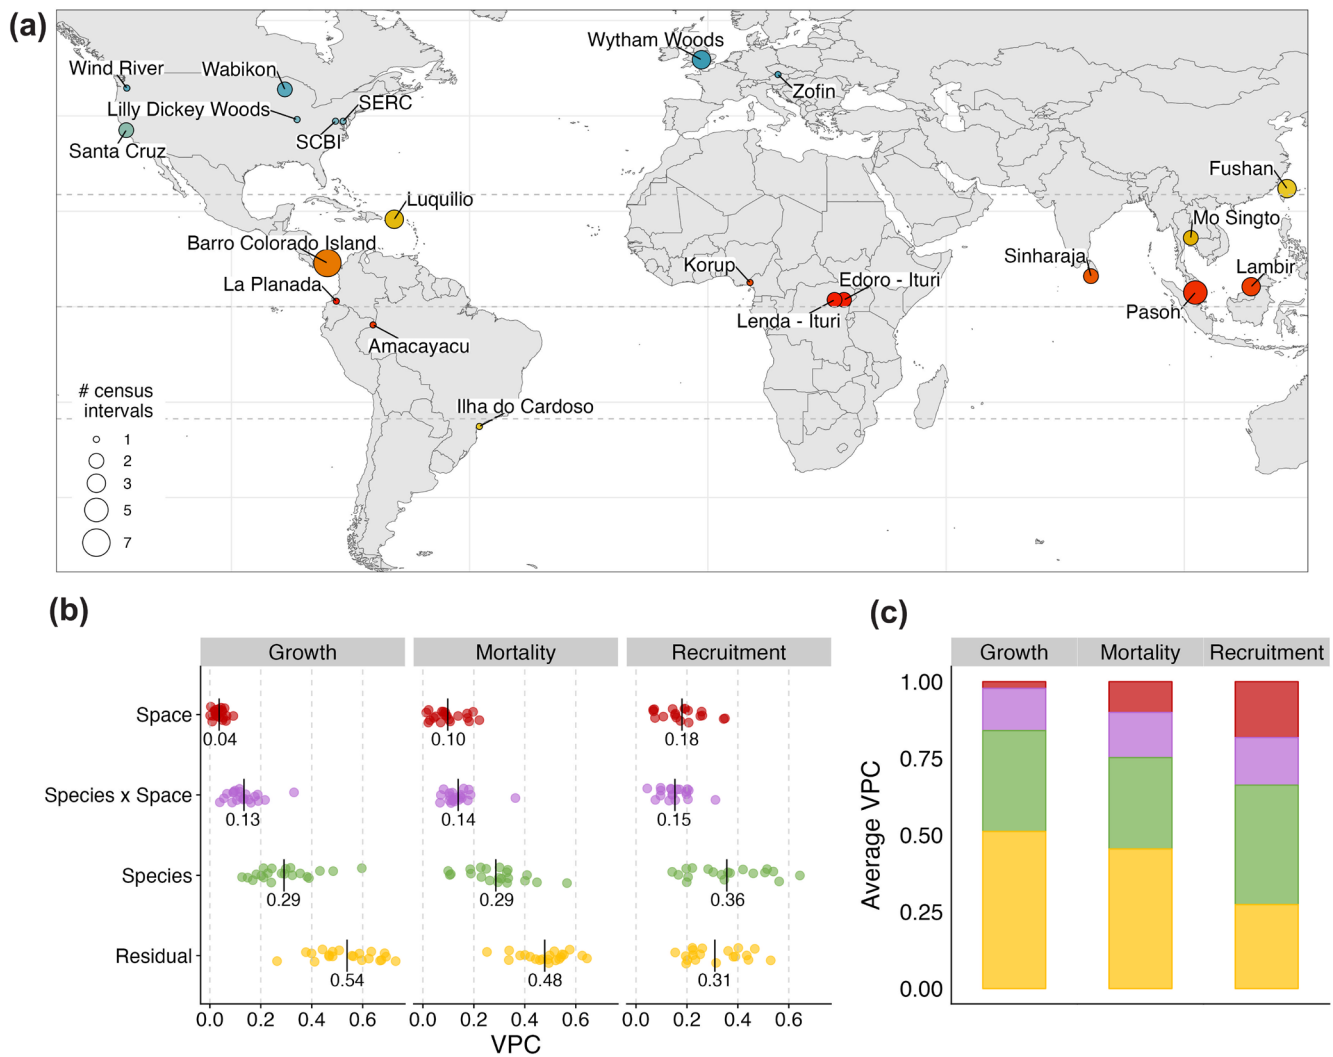 (a)
Wytham Woods
Wind River
Wabikon
Zofin
SERC
Lilly Dickey Woods
SCBI
Santa Cruz
Fushan
Luquillo
Mo Singto
Barro Colorado Island
Sinharaja
Korup
Lambir
Edoro - Ituri
La Planada
Pasoh
Lenda - Ituri
Amacayacu
Ilha do Cardoso
# census
intervals
1
2
3
5
7
(b)
Growth
Mortality
Recruitment
Space
0.04
0.10
0.18
Species x Space
0.13
0.14
0.15
Species
0.29
0.29
0.36
Residual
0.54
0.48
0.31
0.0 0.2 0.4 0.6
0.0 0.2 0.4 0.6
0.0 0.2 0.4 0.6
VPC
(c)
Growth
Mortality
Recruitment
1.00
0.75
0.50
0.25
0.00
Average VPC